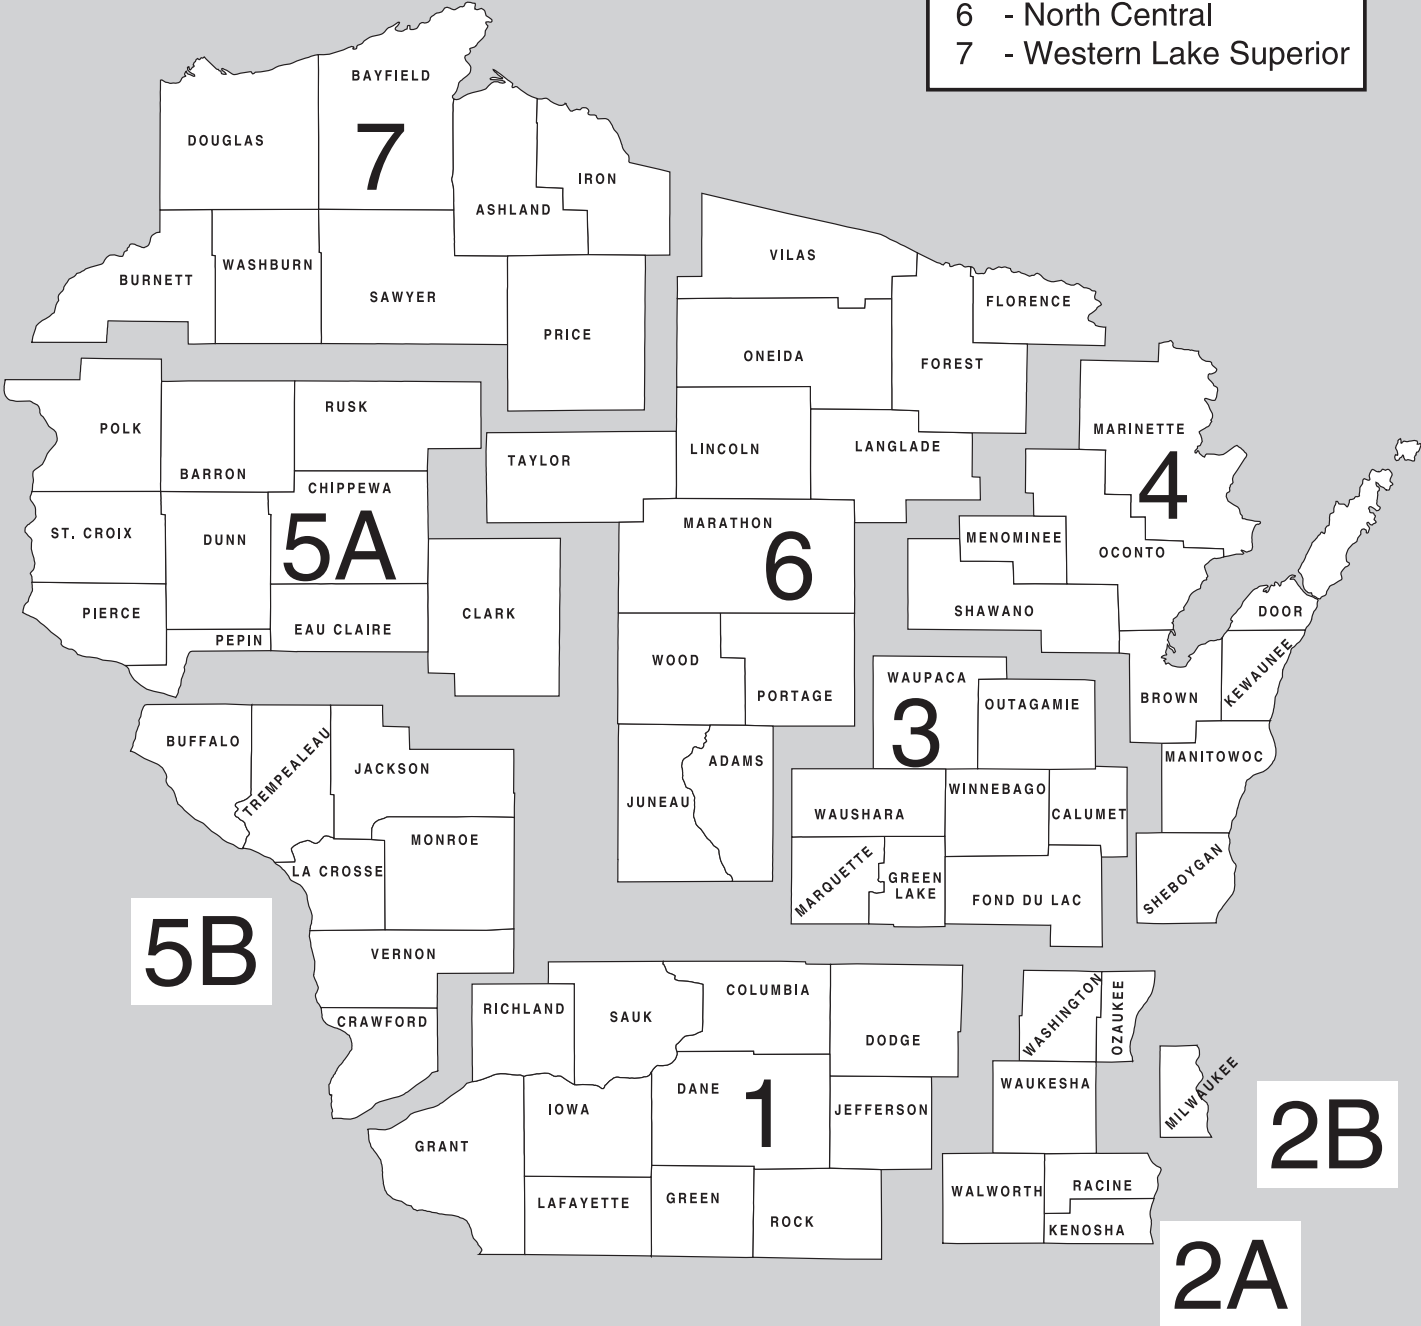 6 - North Central
7 - Western Lake Superior
BAYFIELD
DOUGLAS
7
IRON
ASHLAND
BURNETT
WASHBURN
SAWYER
PRICE
VILAS
FLORENCE
ONEIDA
FOREST
POLK
RUSK
BARRON
MARINETTE
TAYLOR
LINCOLN
LANGLADE
CHIPPEWA
4
ST. CROIX
DUNN
5A
MARATHON
6
MENOMINEE
OCONTO
PIERCE
PEPIN
EAU CLAIRE
CLARK
SHAWANO
DOOR
WOOD
PORTAGE
WAUPACA
3
OUTAGAMIE
BROWN
KEWAUNEE
BUFFALO
TREMPEALEAU
JACKSON
JUNEAU
ADAMS
MANITOWOC
WAUSHARA
WINNEBAGO
CALUMET
MONROE
LA CROSSE
MARQUETTE
GREEN
LAKE
FOND DU LAC
SHEBOYGAN
5B
VERNON
CRAWFORD
RICHLAND
SAUK
COLUMBIA
DODGE
WASHINGTON
OZAUKEE
DANE
1
JEFFERSON
WAUKESHA
MILWAUKEE
2B
IOWA
GRANT
LAFAYETTE
GREEN
ROCK
WALWORTH
RACINE
KENOSHA
2A